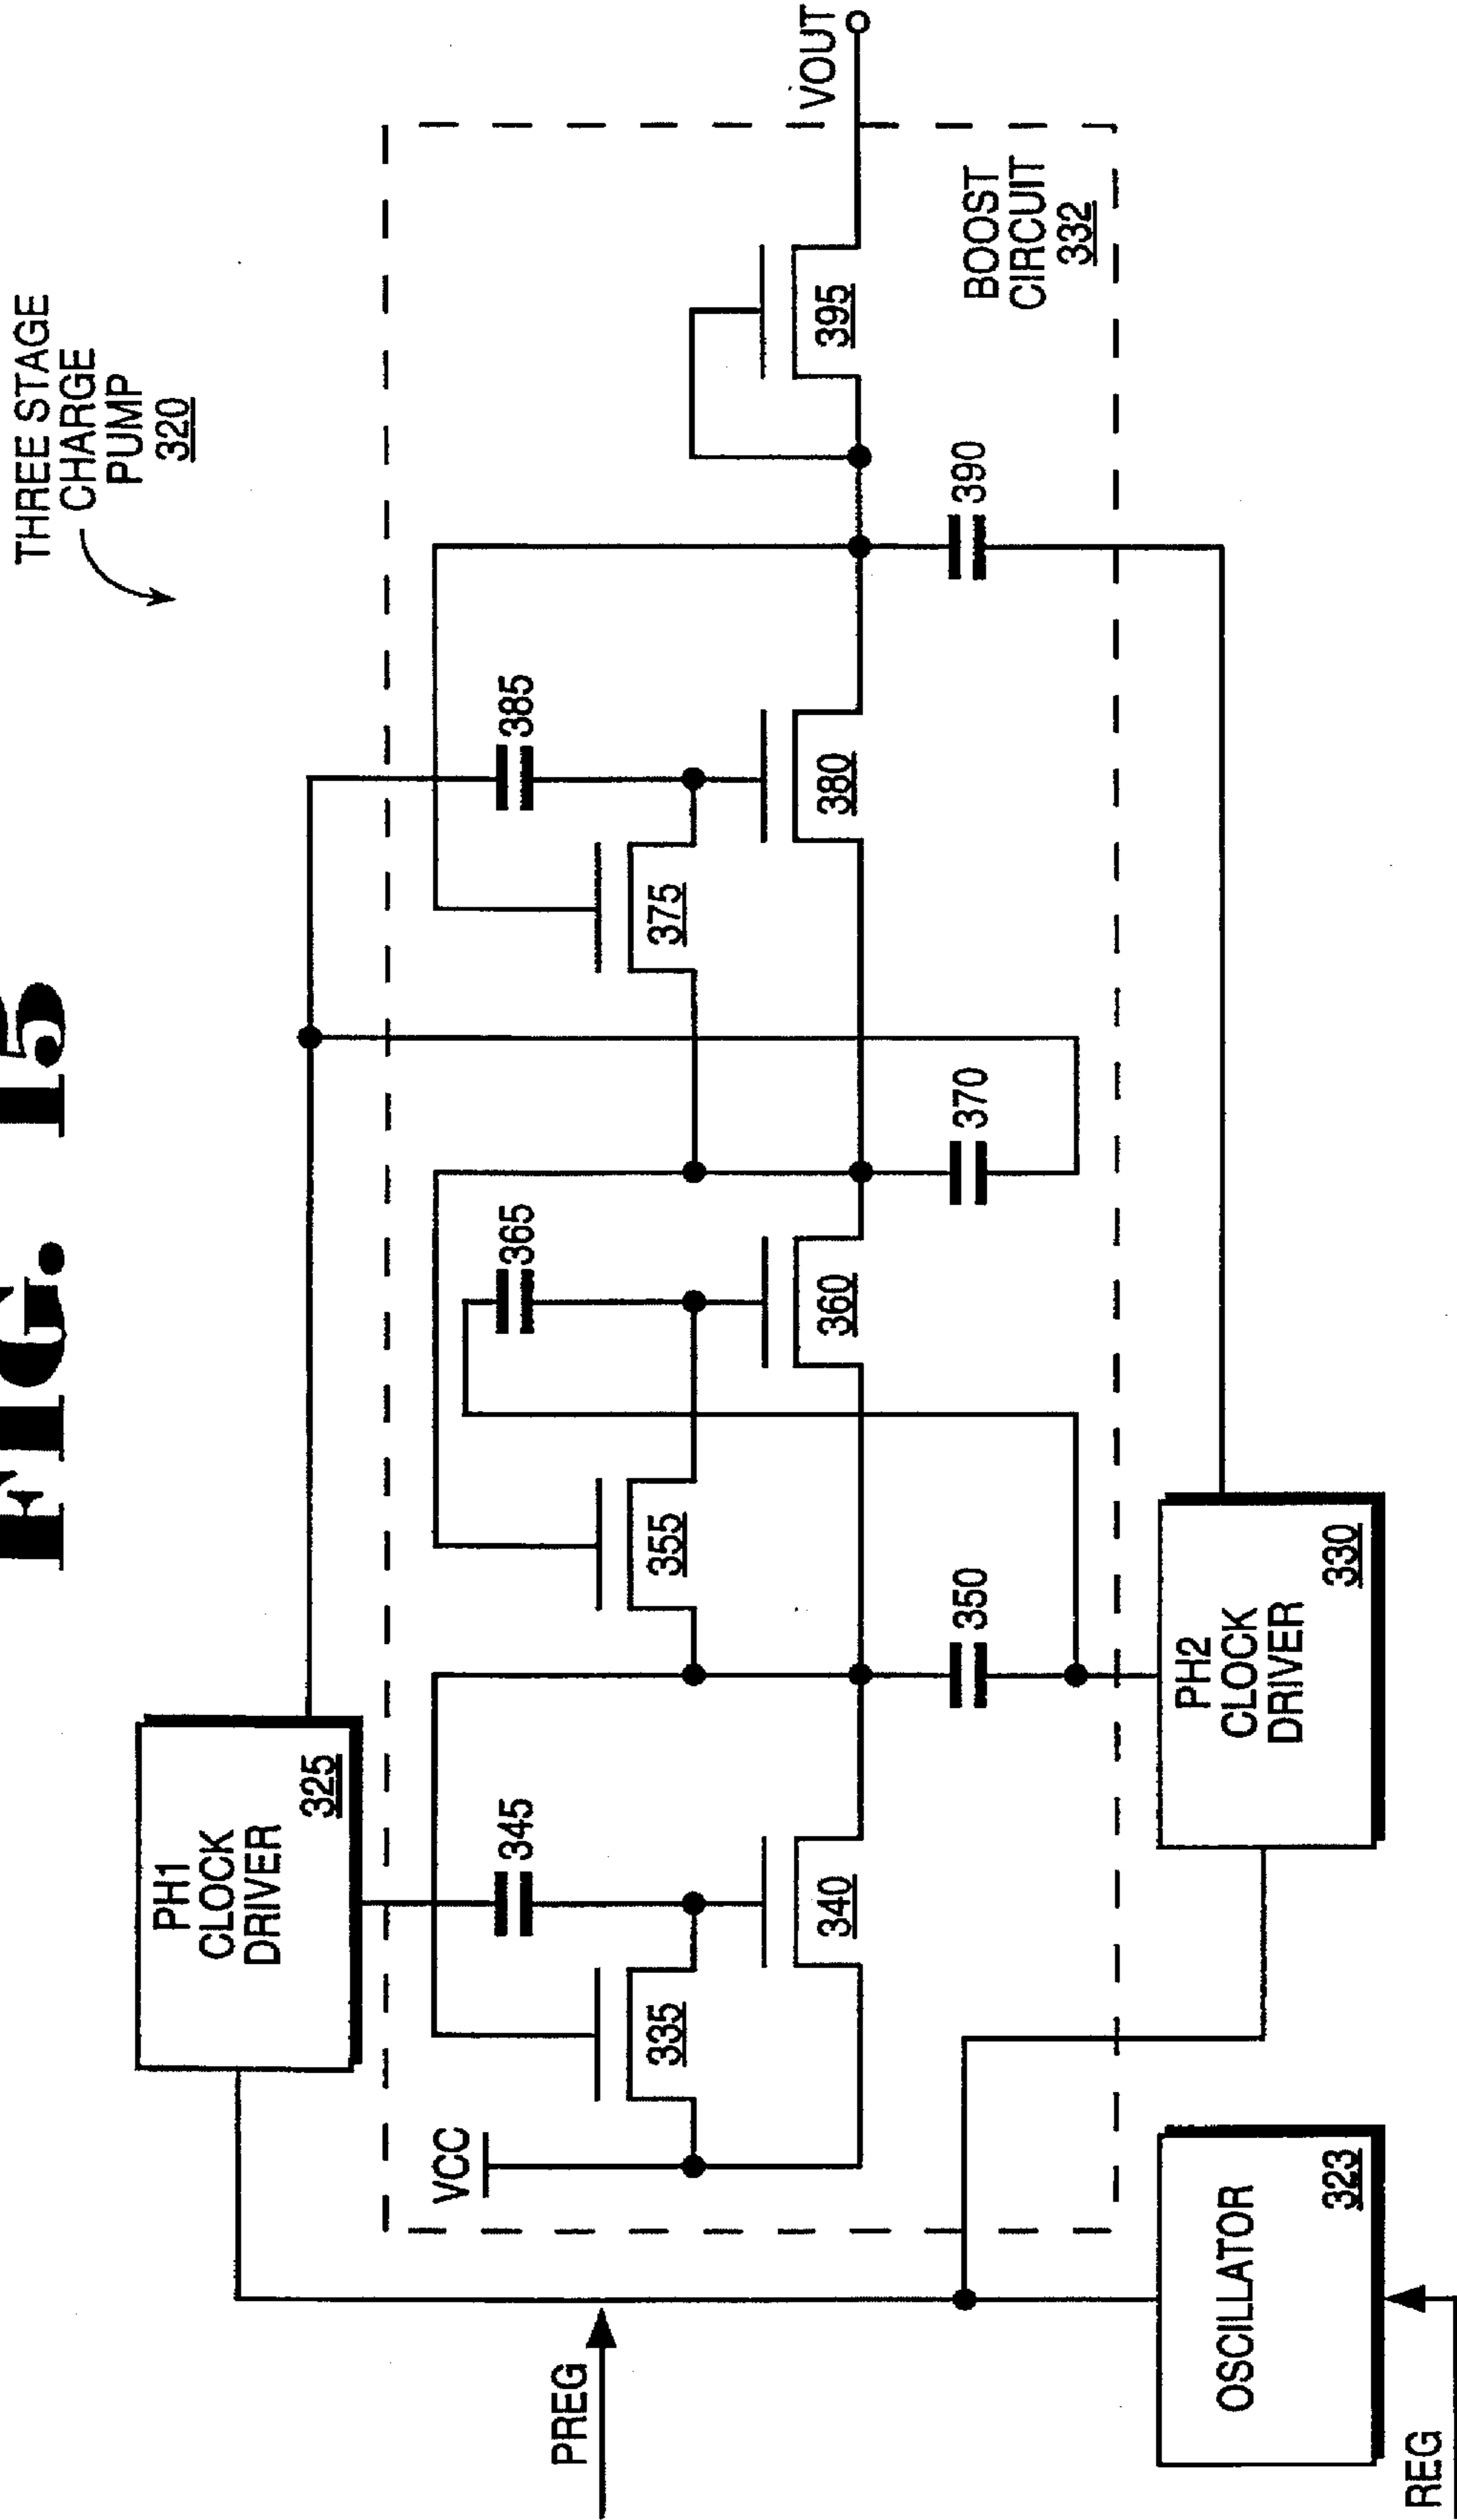 FIG. 15
THREE STAGE
CHARGE
PUMP
320
PH1
CLOCK
DRIVER
325
VCC
335
345
340
355
365
360
350
375
385
380
370
390
395
VOUT
BOOST
CIRCUIT
332
PREG
OSCILLATOR
323
REG
PH2
CLOCK
DRIVER
330